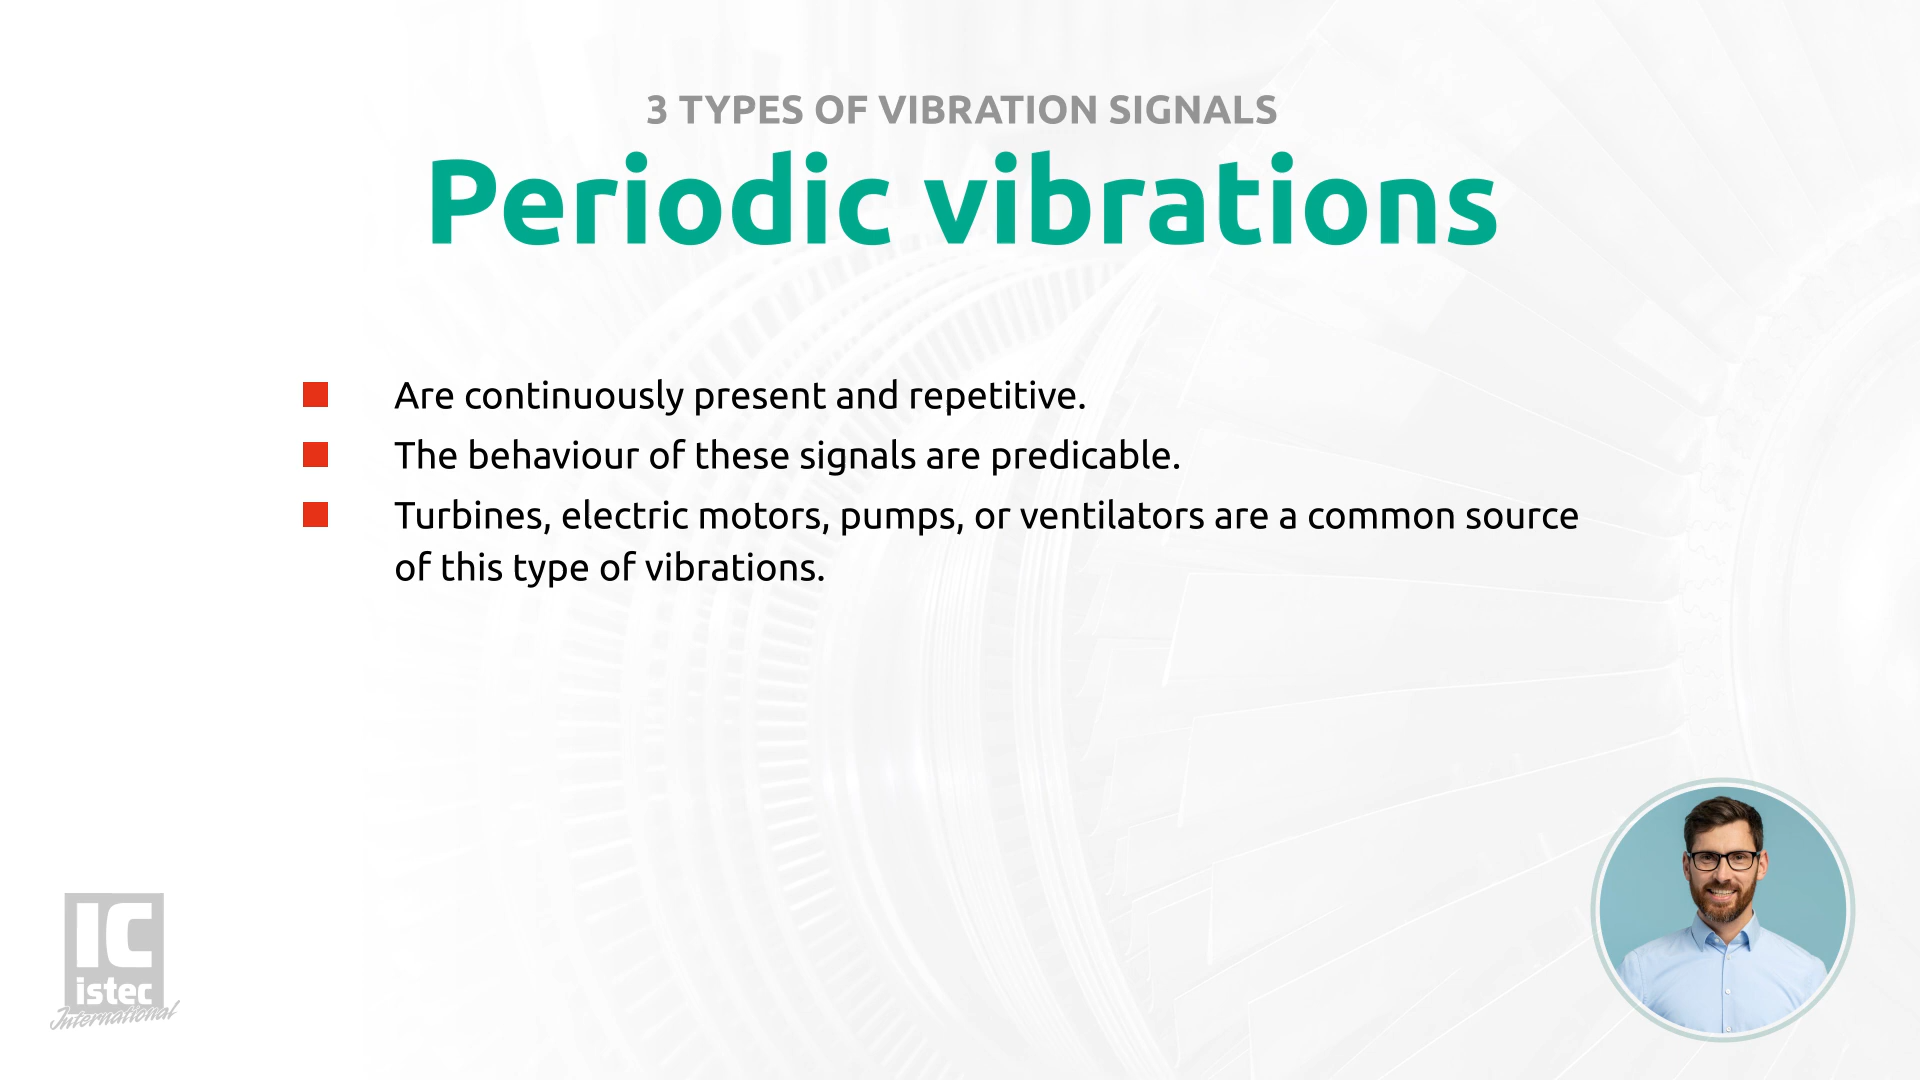 3 TYPES OF VIBRATION SIGNALS
Periodic vibrations
Are continuously present and repetitive.
The behaviour of these signals are predicable.
Turbines, electric motors, pumps, or ventilators are a common source
of this type of vibrations.
IC
istec
International